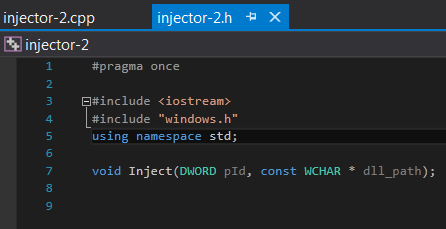 injector-2.cpp
injector-2.h
injector-2
1 #pragma once
2
3 #include <iostream>
4 #include "windows.h"
5 using namespace std;
6
7 void Inject(DWORD pId, const WCHAR * dll_path);
8
9